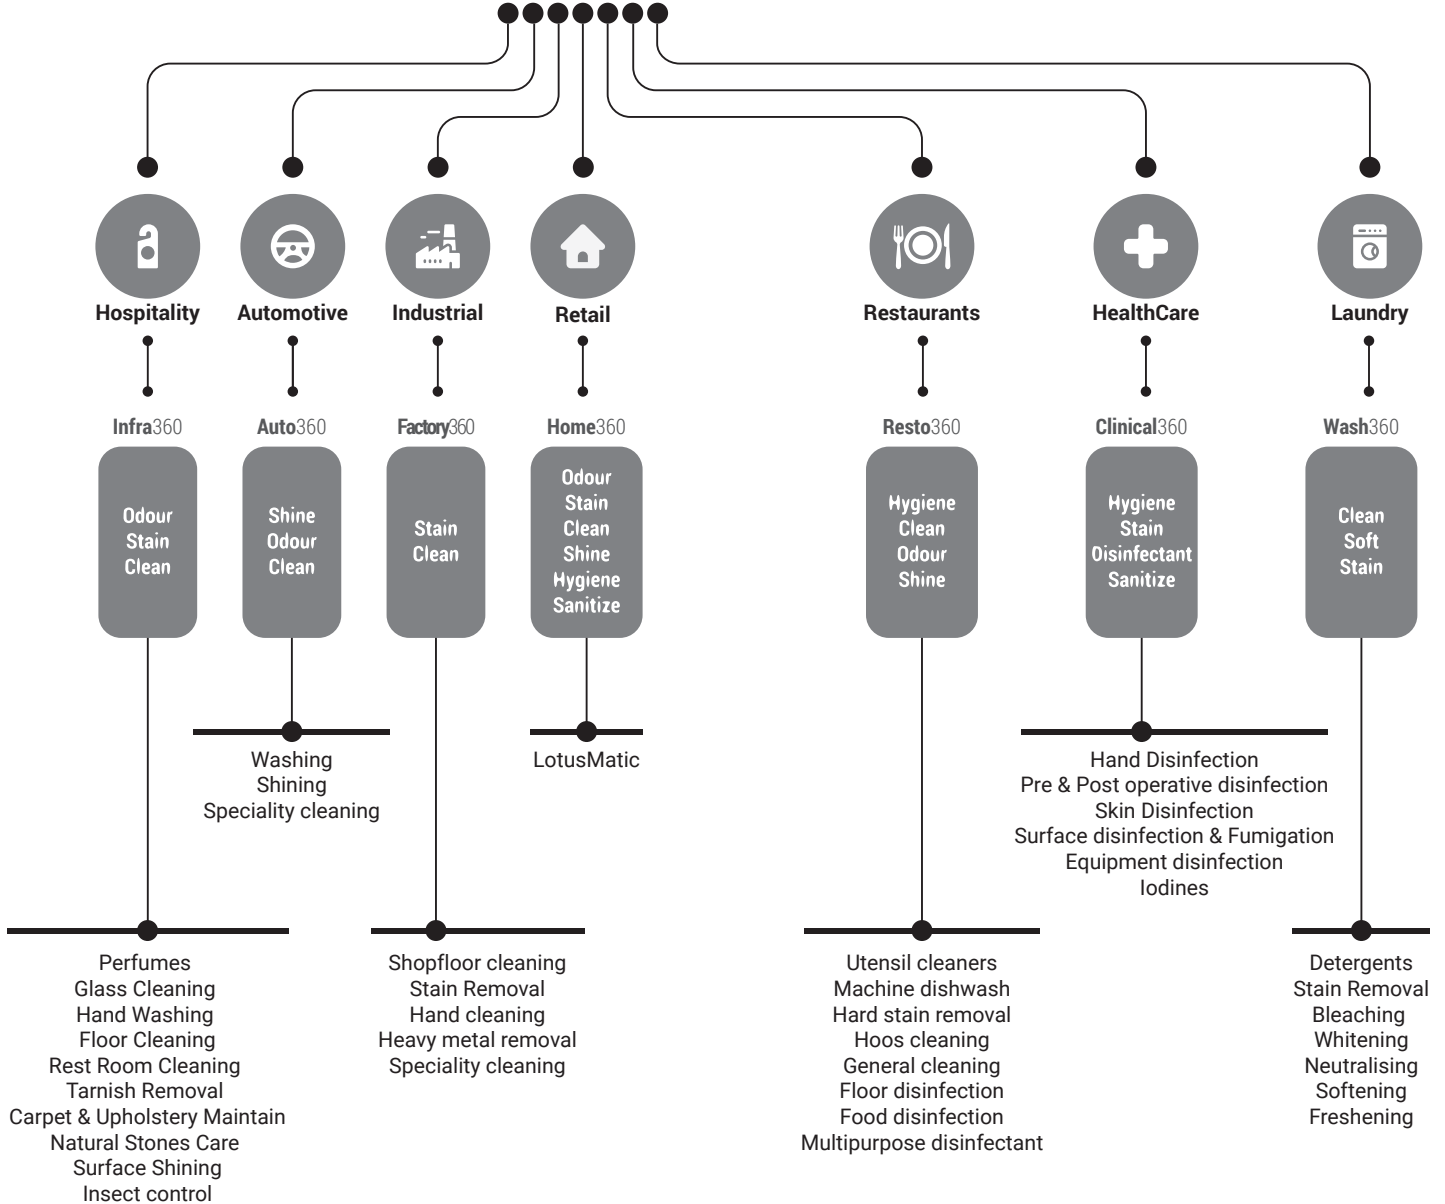 Hospitality
Automotive
Industrial
Retail
Restaurants
HealthCare
Laundry
Infra360
Auto360
Factory360
Home360
Resto360
Clinical360
Wash360
Odour
Stain
Clean
Shine
Odour
Clean
Stain
Clean
Odour
Stain
Clean
Shine
Hygiene
Sanitize
Hygiene
Clean
Odour
Shine
Hygiene
Stain
Disinfectant
Sanitize
Clean
Soft
Stain
Washing
Shining
Speciality cleaning
LotusMatic
Hand Disinfection
Pre & Post operative disinfection
Skin Disinfection
Surface disinfection & Fumigation
Equipment disinfection
Iodines
Perfumes
Glass Cleaning
Hand Washing
Floor Cleaning
Rest Room Cleaning
Tarnish Removal
Carpet & Upholstery Maintain
Natural Stones Care
Surface Shining
Insect control
Shopfloor cleaning
Stain Removal
Hand cleaning
Heavy metal removal
Speciality cleaning
Utensil cleaners
Machine dishwash
Hard stain removal
Hoos cleaning
General cleaning
Floor disinfection
Food disinfection
Multipurpose disinfectant
Detergents
Stain Removal
Bleaching
Whitening
Neutralising
Softening
Freshening